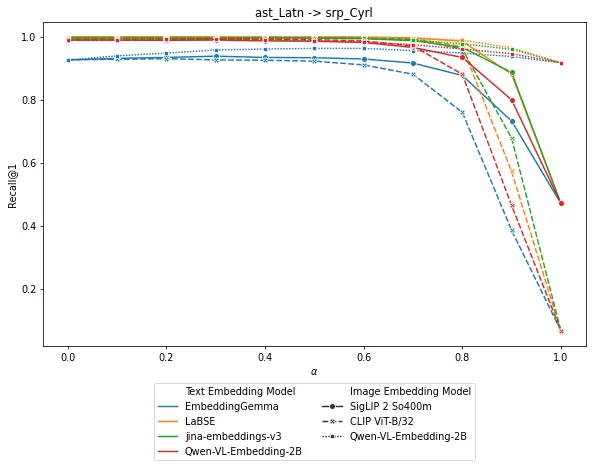 ast_Latn -> srp_Cyrl
Recall@1
1.0
0.8
0.6
0.4
0.2
0.0 0.2 0.4 0.6 0.8 1.0
α
Text Embedding Model Image Embedding Model
EmbeddingGemma SigLIP 2 So400m
LaBSE CLIP ViT-B/32
jina-embeddings-v3 Qwen-VL-Embedding-2B
Qwen-VL-Embedding-2B